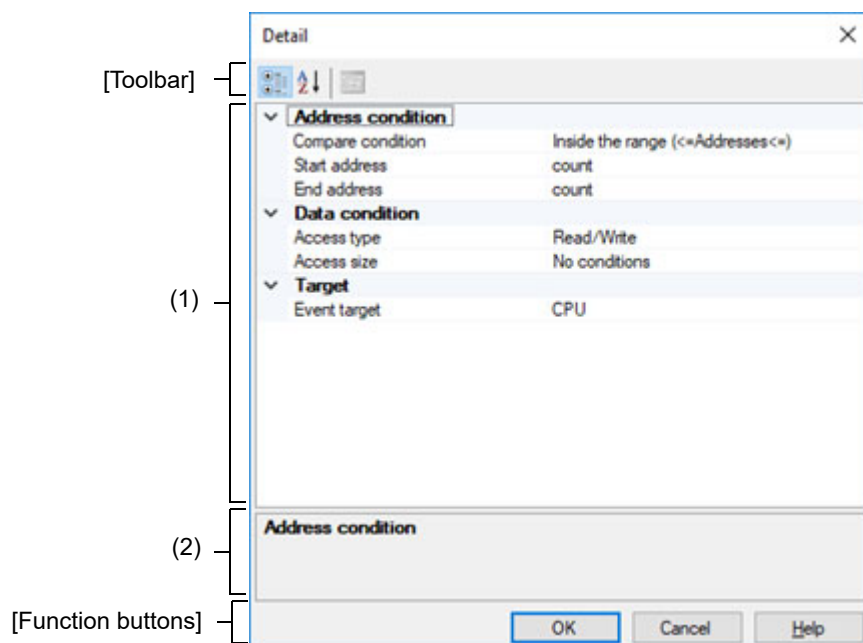 Detail
[Toolbar]
Address condition
Compare condition Inside the range (<=Addresses<=)
Start address count
End address count
Data condition
Access type Read/Write
Access size No conditions
Target
(1)
Event target CPU
Address condition
(2)
[Function buttons]
OK Cancel Help